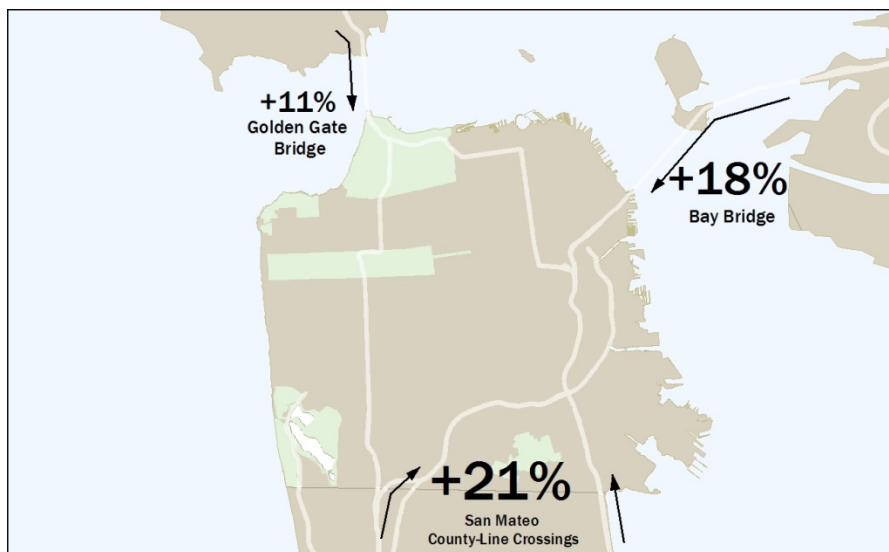 +11%
Golden Gate
Bridge
+18%
Bay Bridge
+21%
San Mateo
County-Line Crossings